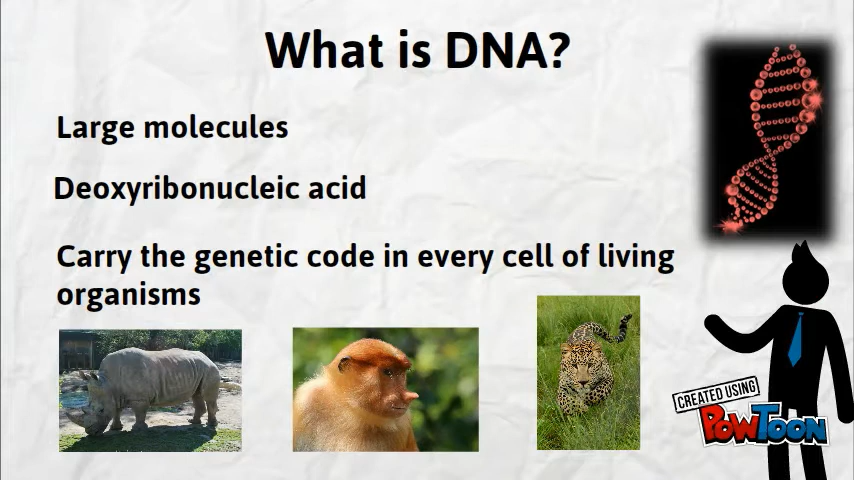 What is DNA?
Large molecules
Deoxyribonucleic acid
Carry the genetic code in every cell of living
organisms
CREATED USING
POWTOON